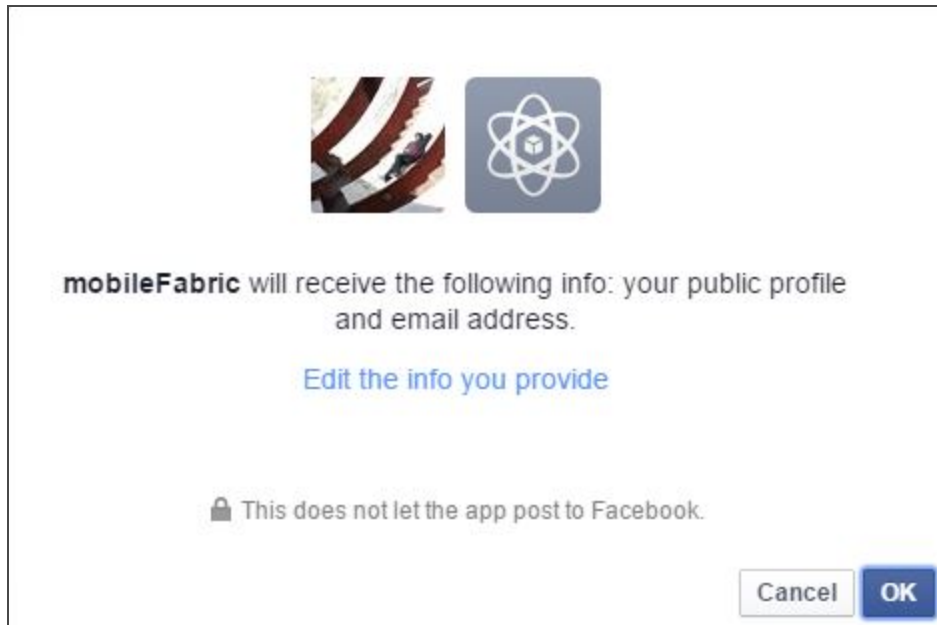 mobileFabric will receive the following info: your public profile
and email address.
Edit the info you provide
This does not let the app post to Facebook.
Cancel OK